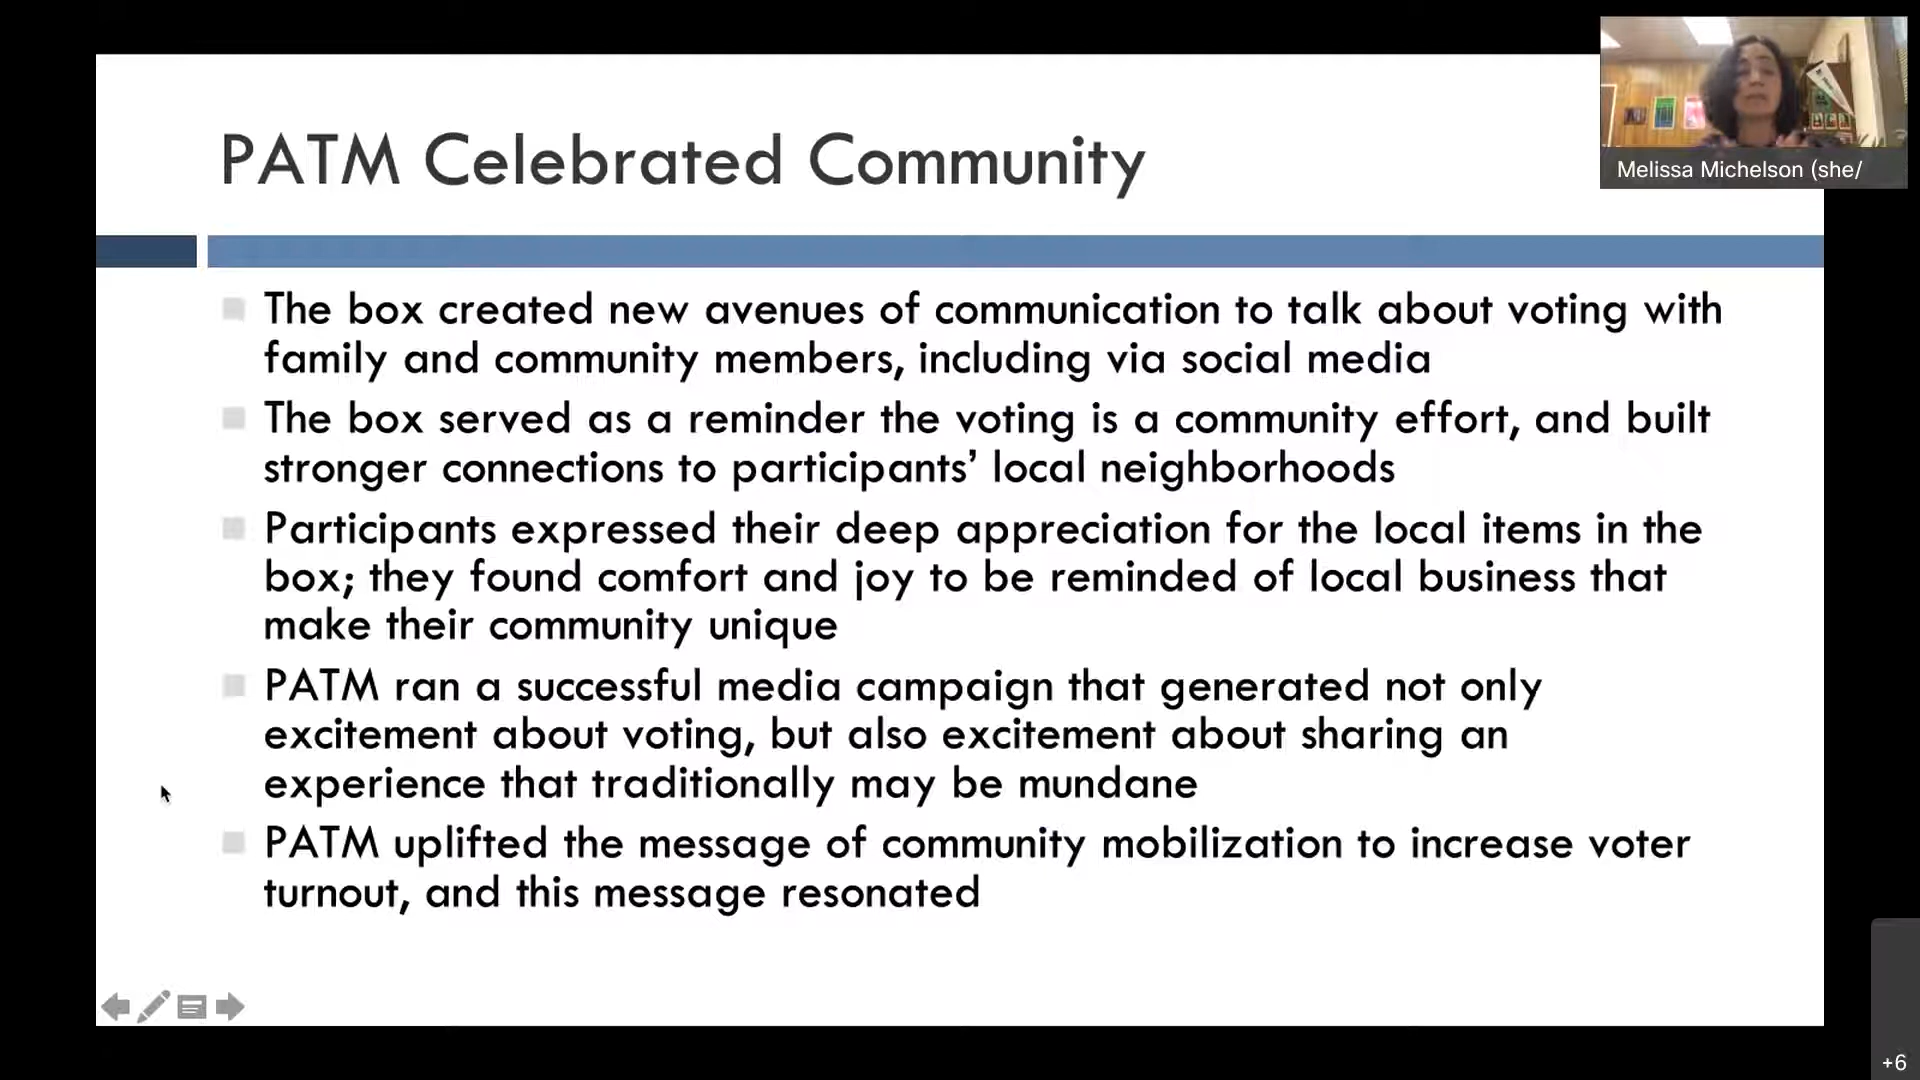 PATM Celebrated Community
Melissa Michelson (she/
The box created new avenues of communication to talk about voting with
family and community members, including via social media
The box served as a reminder the voting is a community effort, and built
stronger connections to participants’ local neighborhoods
Participants expressed their deep appreciation for the local items in the
box; they found comfort and joy to be reminded of local business that
make their community unique
PATM ran a successful media campaign that generated not only
excitement about voting, but also excitement about sharing an
experience that traditionally may be mundane
PATM uplifted the message of community mobilization to increase voter
turnout, and this message resonated
+6